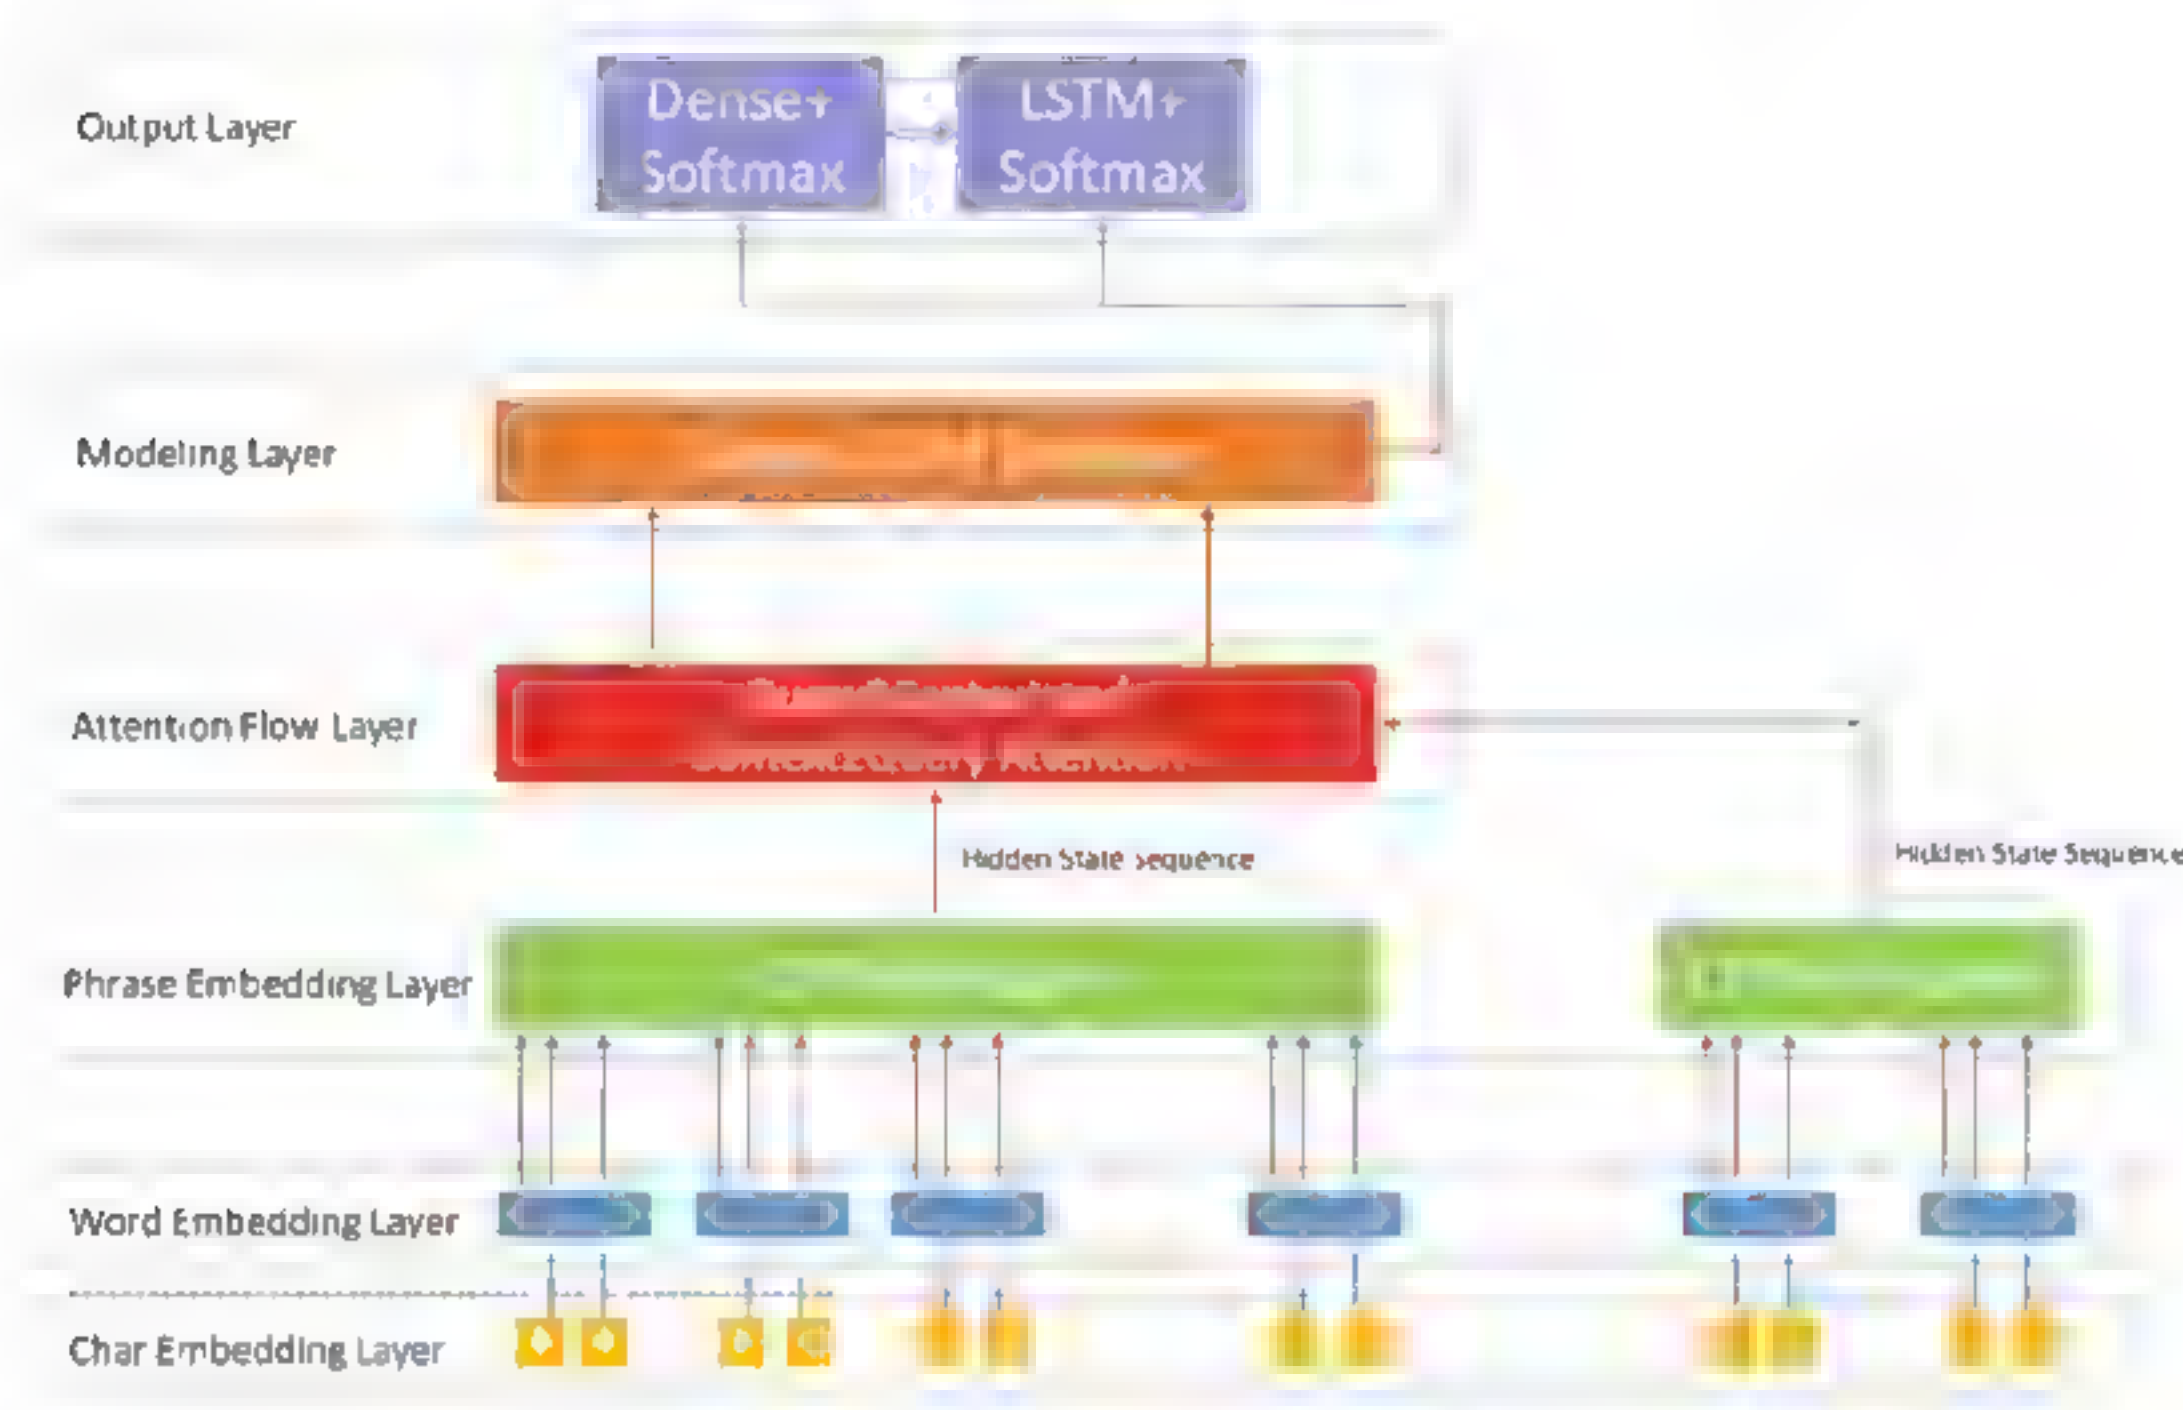 Output Layer
Dense+
Softmax
LSTM+
Softmax
Modeling Layer
Attention Flow Layer
Hidden State Sequence
Hidden State Sequence
Phrase Embedding Layer
Word Embedding Layer
Char Embedding Layer